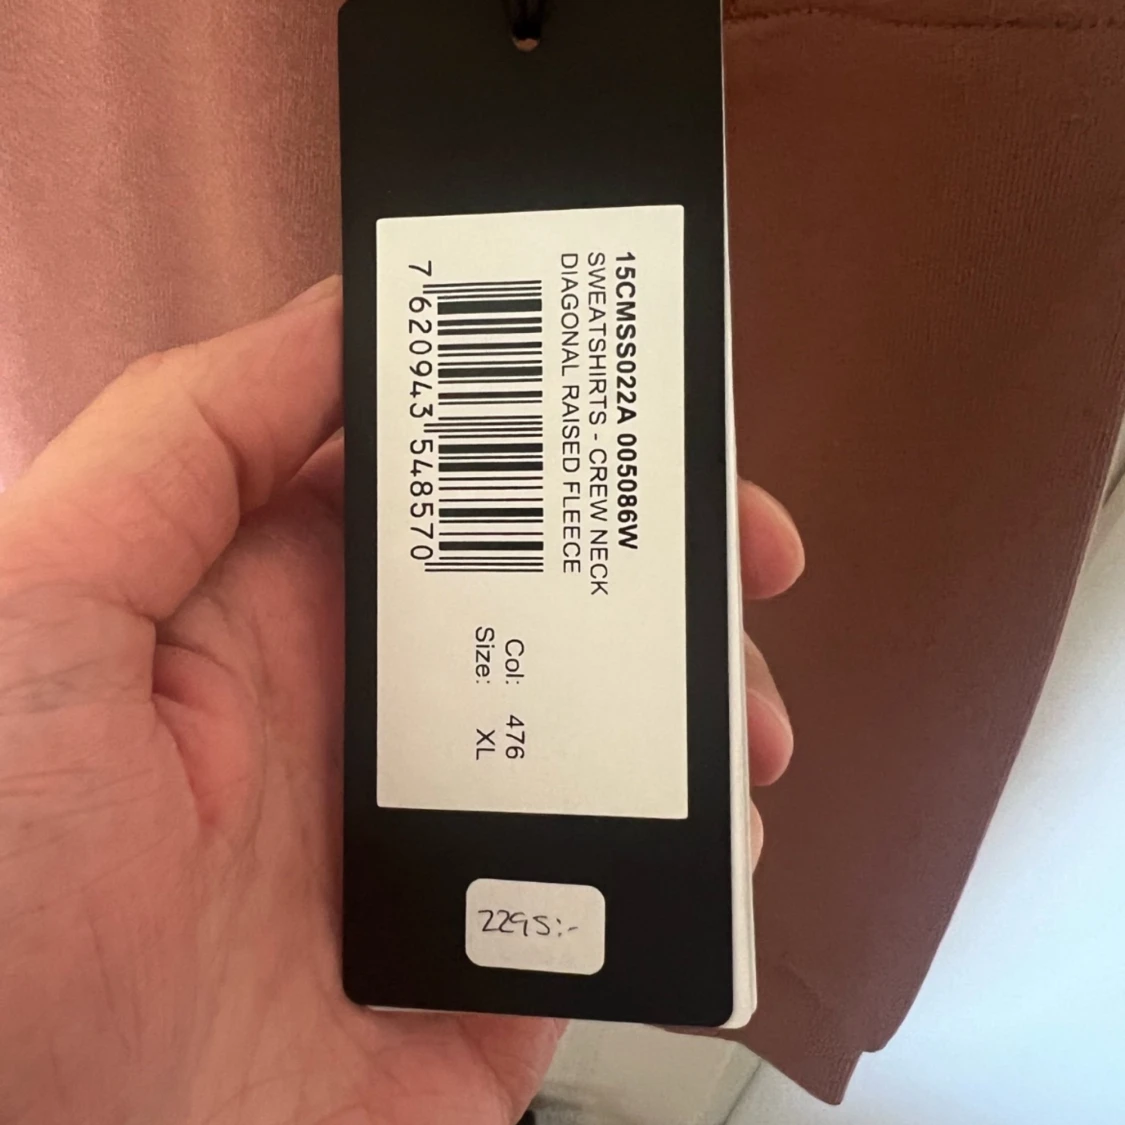 15CMSS022A 005086W
SWEATSHIRTS - CREW NECK
DIAGONAL RAISED FLEECE
7 620943 548570
Col: 476
Size: XL
2295:-